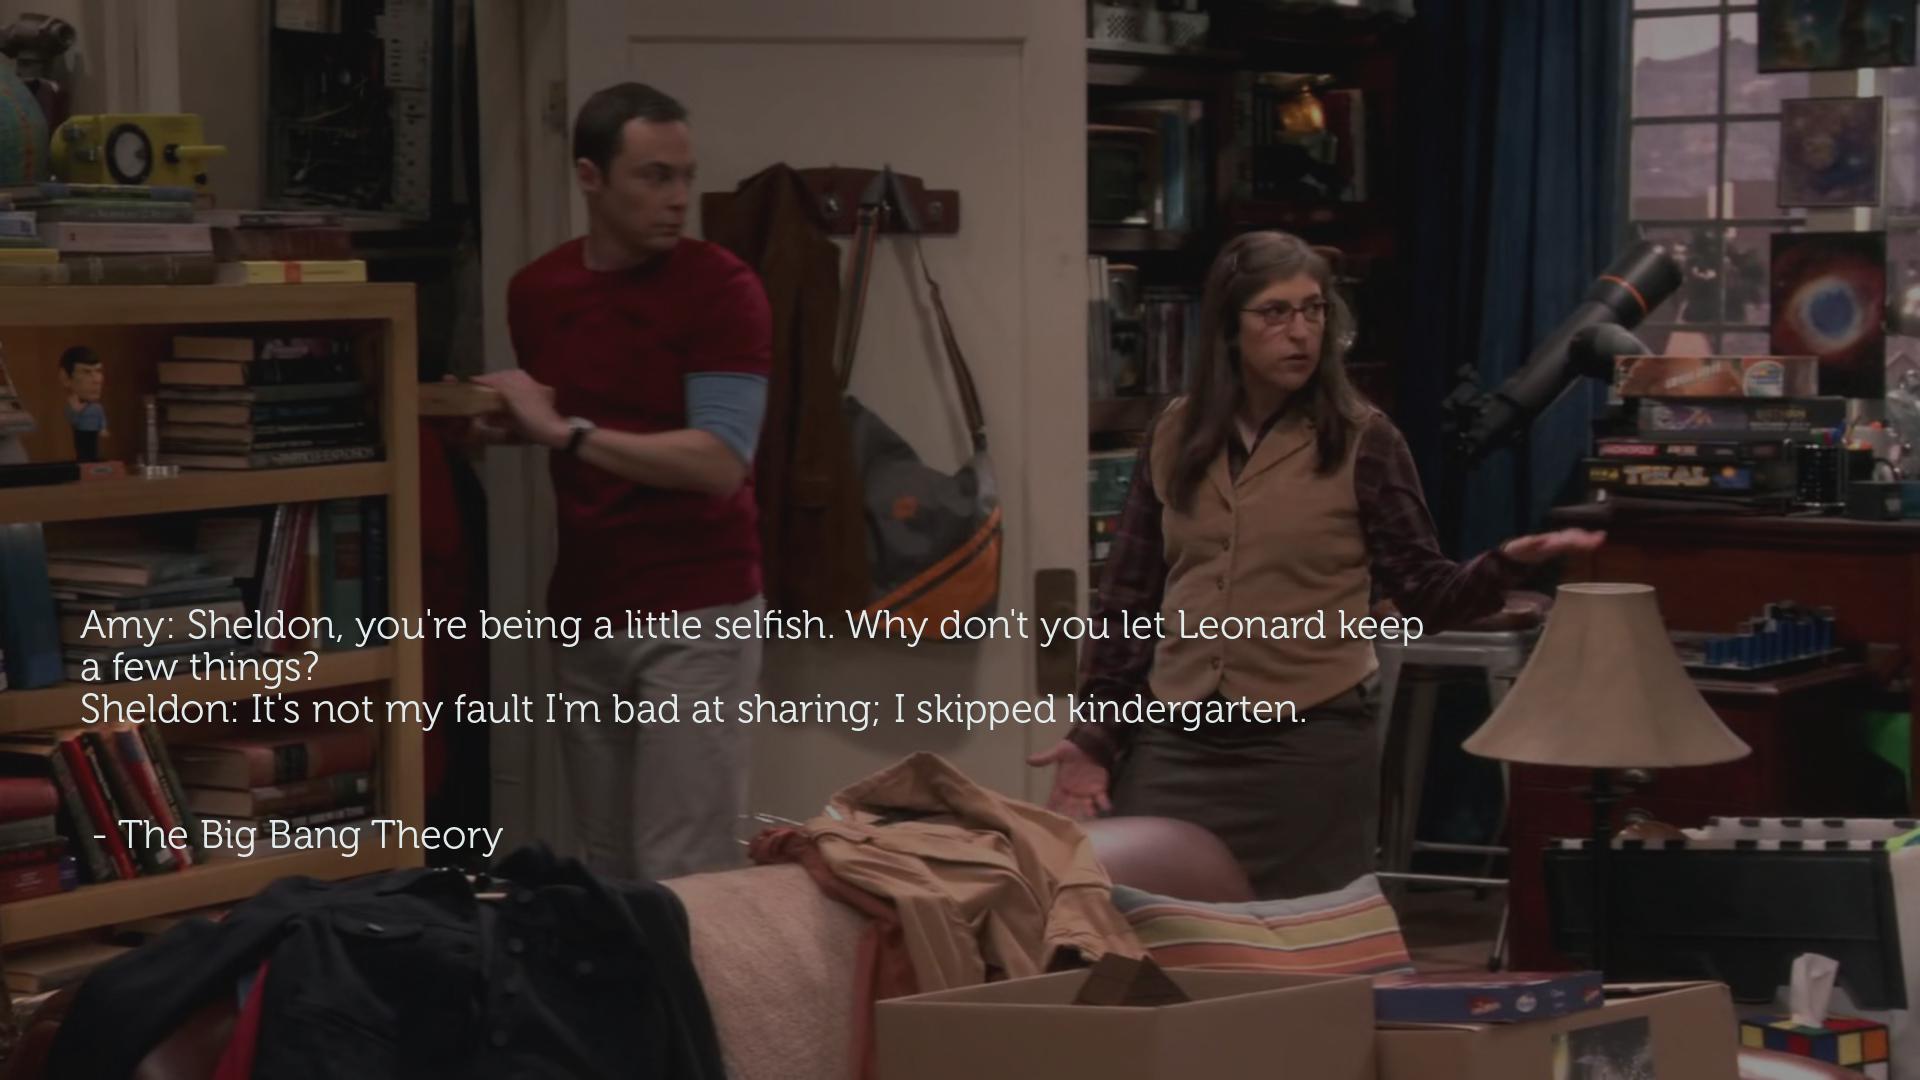 Amy: Sheldon, you're being a little selfish. Why don't you let Leonard keep
a few things?
Sheldon: It's not my fault I'm bad at sharing; I skipped kindergarten.
- The Big Bang Theory